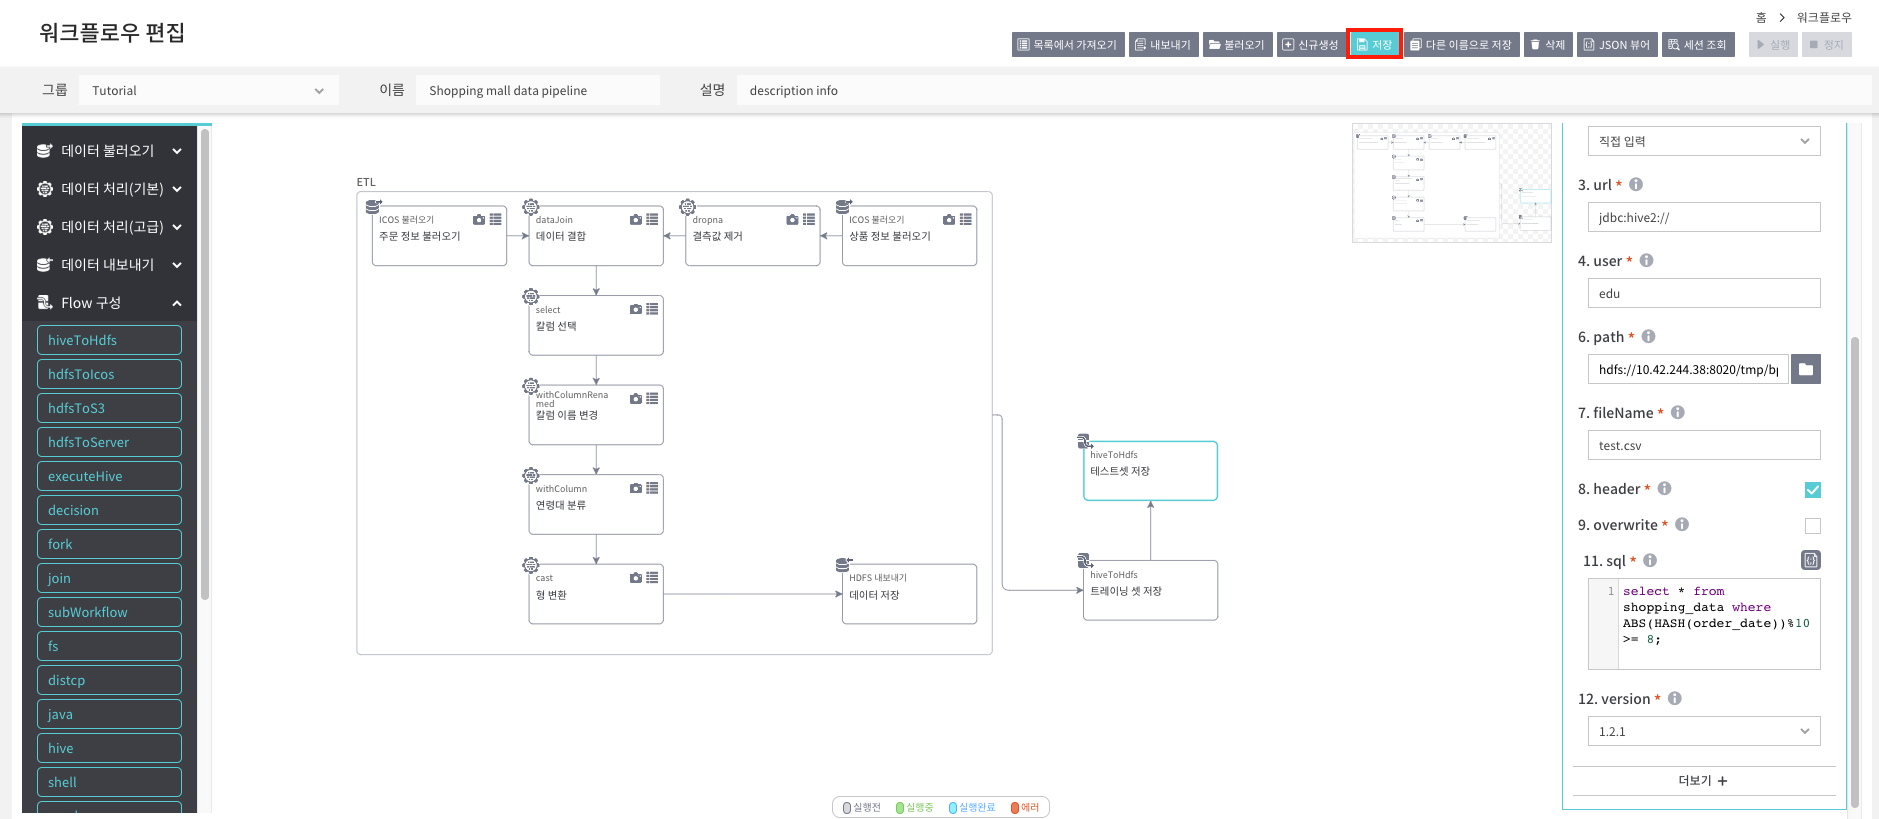 워크플로우 편집
홈 > 워크플로우
목록에서 가져오기
내보내기
불러오기
신규생성
저장
다른 이름으로 저장
삭제
JSON 뷰어
세션 조회
실행
정지
그룹
Tutorial
이름
Shopping mall data pipeline
설명
description info
데이터 불러오기
데이터 처리(기본)
데이터 처리(고급)
데이터 내보내기
Flow 구성
hiveToHdfs
hdfsToIcos
hdfsToS3
hdfsToServer
executeHive
decision
fork
join
subWorkflow
fs
distcp
java
hive
shell
ETL
ICOS 불러오기
주문 정보 불러오기
dataJoin
데이터 결합
dropna
결측값 제거
ICOS 불러오기
상품 정보 불러오기
select
칼럼 선택
withColumnRena
med
칼럼 이름 변경
withColumn
연령대 분류
cast
형 변환
HDFS 내보내기
데이터 저장
hiveToHdfs
테스트셋 저장
hiveToHdfs
트레이닝 셋 저장
실행전
실행중
실행완료
에러
직접 입력
3. url *
jdbc:hive2://
4. user *
edu
6. path *
hdfs://10.42.244.38:8020/tmp/b
7. fileName *
test.csv
8. header *
9. overwrite *
11. sql *
1 select * from
shopping_data where
ABS(HASH(order_date))%10
>= 8;
12. version *
1.2.1
더보기 +